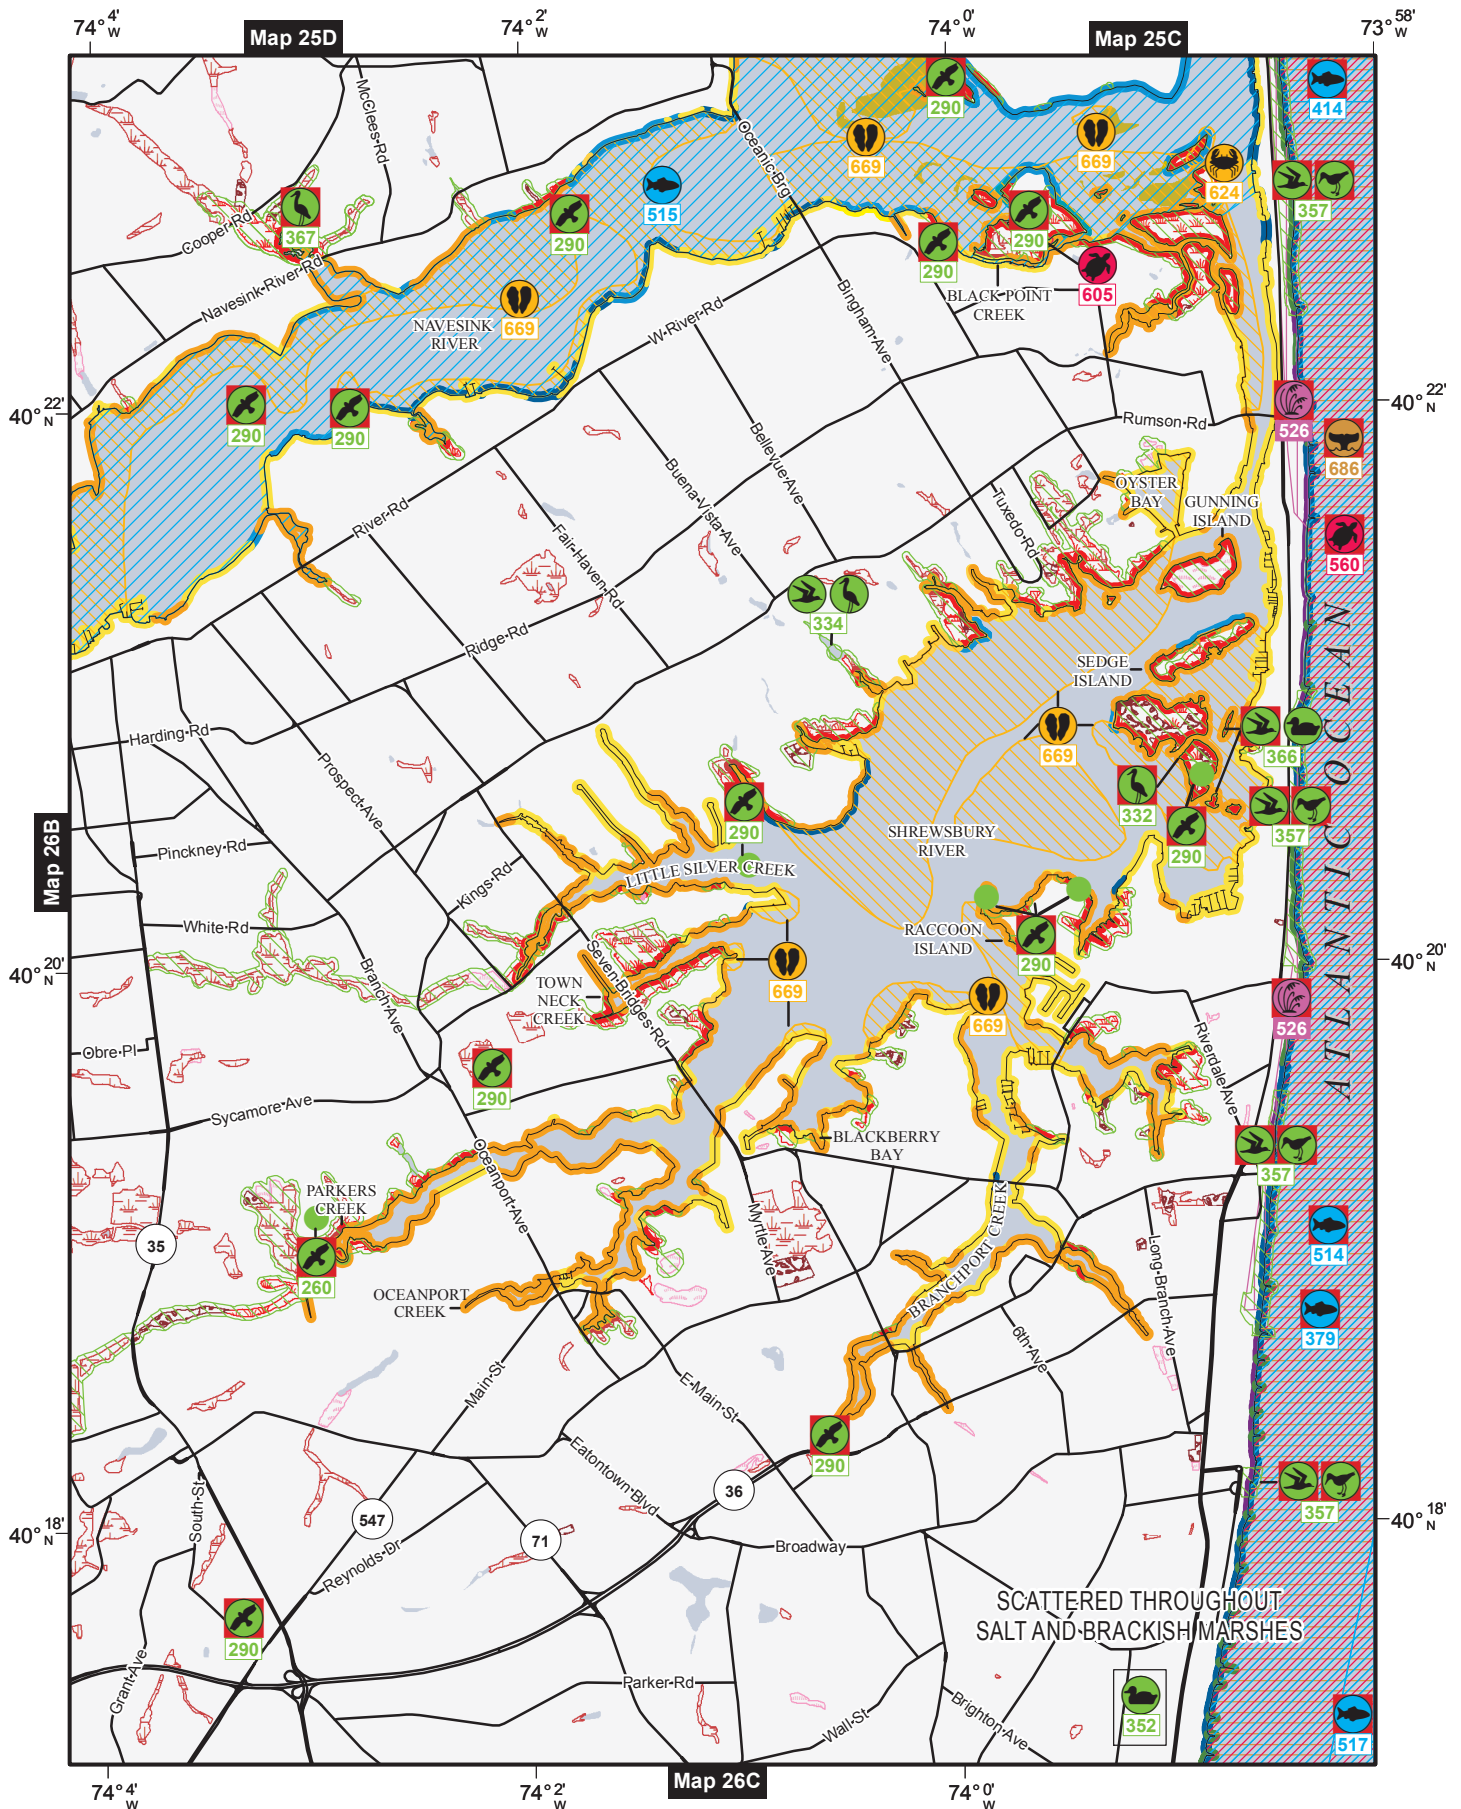 74° 4' W
74° 2' W
74° 0' W
73° 58' W
Map 25D
Map 25C
McClees Rd
Oceanic Brg
290
414
669
669
624
515
357
Cooper Rd
367
290
290
290
605
Navesink River Rd
BLACK POINT
CREEK
Bingham Ave
NAVESINK
RIVER
669
W River Rd
40° 22' N
40° 22' N
290
290
526
Rumson Rd
686
Bellevue Ave
Buena Vista Ave
OYSTER
BAY
GUNNING
ISLAND
Tuxedo Rd
River Rd
Fair Haven Rd
560
334
Ridge Rd
SEDGE
ISLAND
ATLANTIC OCEAN
Harding Rd
669
366
Prospect Ave
332
290
357
290
SHREWSBURY
RIVER
Map 26B
Pinckney Rd
LITTLE SILVER CREEK
Kings Rd
White Rd
RACCOON
ISLAND
290
40° 20' N
40° 20' N
Seven Bridges Rd
TOWN
NECK
CREEK
669
669
526
Branch Ave
Obre Pl
Riverdale Ave
290
Sycamore Ave
BLACKBERRY
BAY
357
Oceanport Ave
PARKERS
CREEK
35
260
Myrtle Ave
BRANCHPORT CREEK
Long Branch Ave
514
OCEANPORT
CREEK
379
6th Ave
Main St
E Main St
290
Eatontown Blvd
36
357
South St
547
71
40° 18' N
40° 18' N
Reynolds Dr
Broadway
290
SCATTERED THROUGHOUT
SALT AND BRACKISH MARSHES
Grant Ave
Parker Rd
352
Wall St
Brighton Ave
517
74° 4' W
74° 2' W
Map 26C
74° 0' W